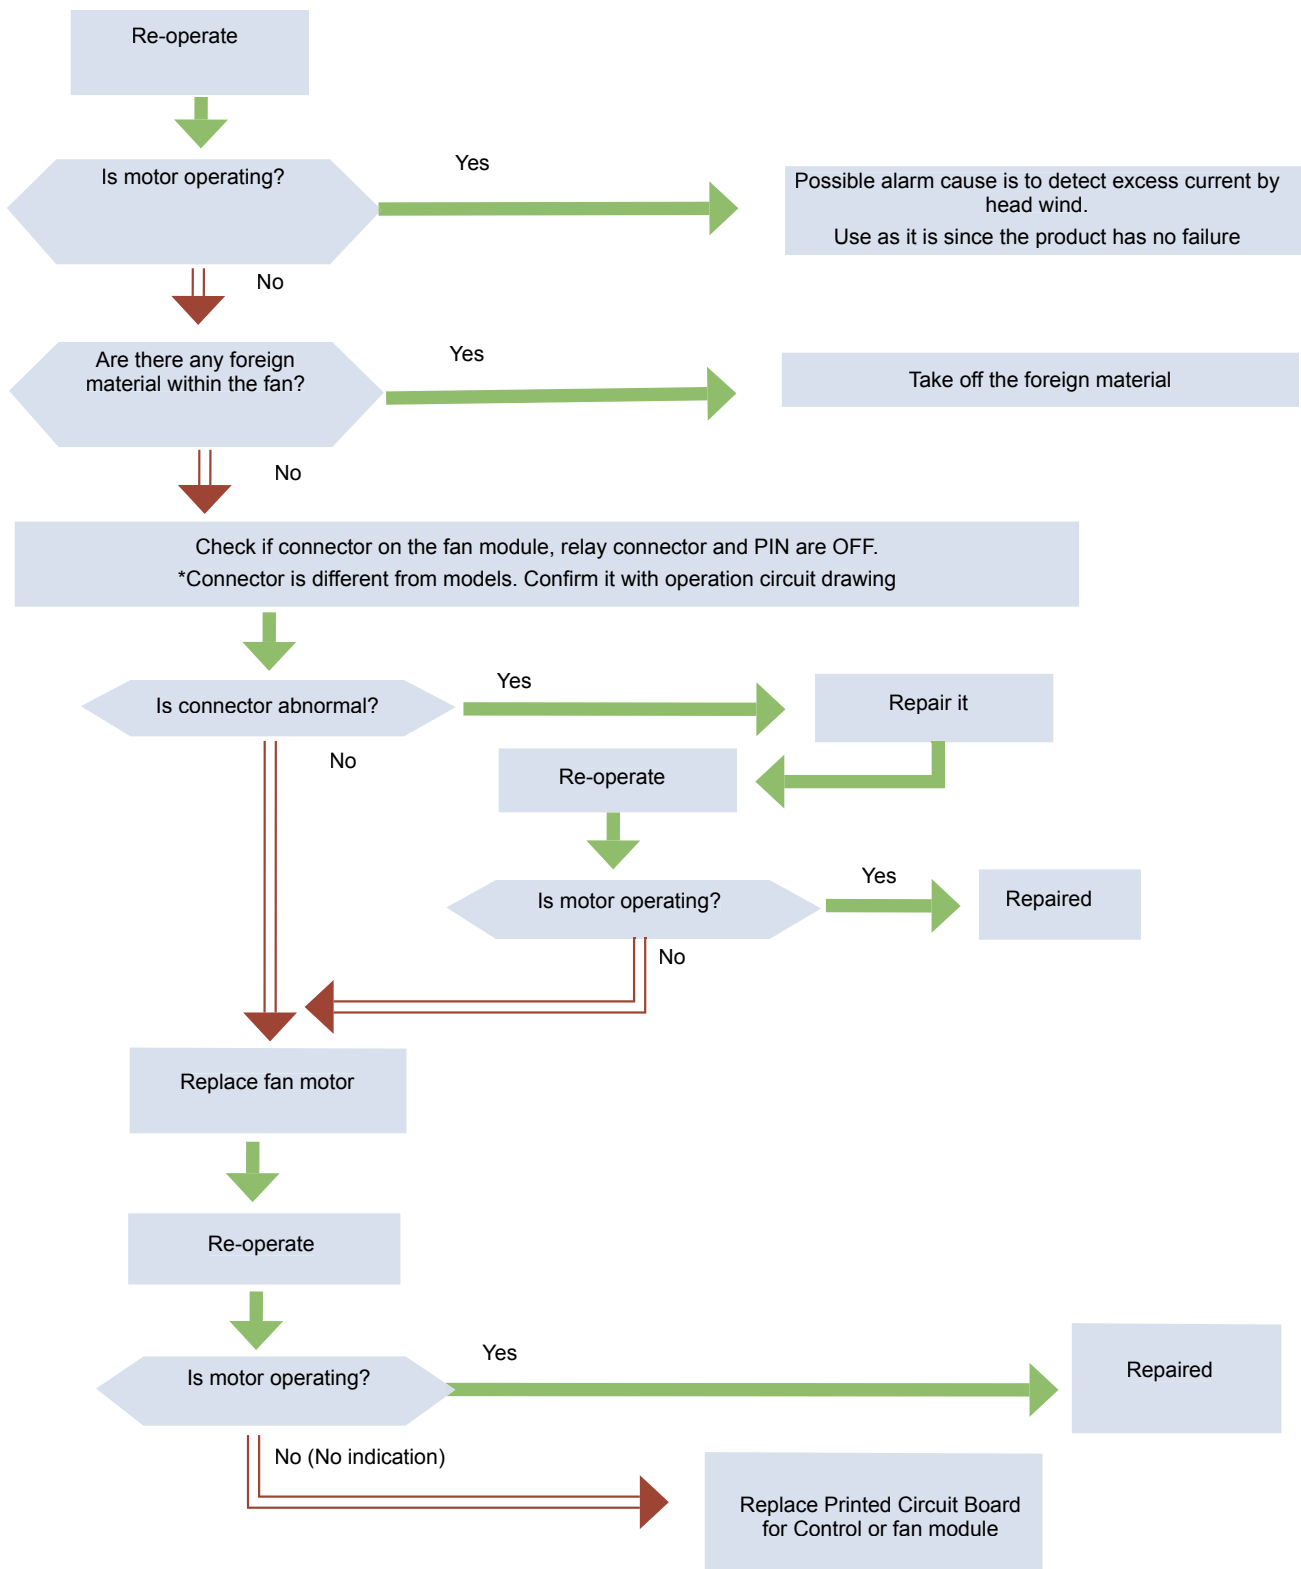 Re-operate
Is motor operating?
Yes
Possible alarm cause is to detect excess current by
head wind.
Use as it is since the product has no failure
No
Are there any foreign
material within the fan?
Yes
Take off the foreign material
No
Check if connector on the fan module, relay connector and PIN are OFF.
*Connector is different from models. Confirm it with operation circuit drawing
Is connector abnormal?
Yes
Repair it
No
Re-operate
Is motor operating?
Yes
Repaired
No
Replace fan motor
Re-operate
Is motor operating?
Yes
Repaired
No (No indication)
Replace Printed Circuit Board
for Control or fan module